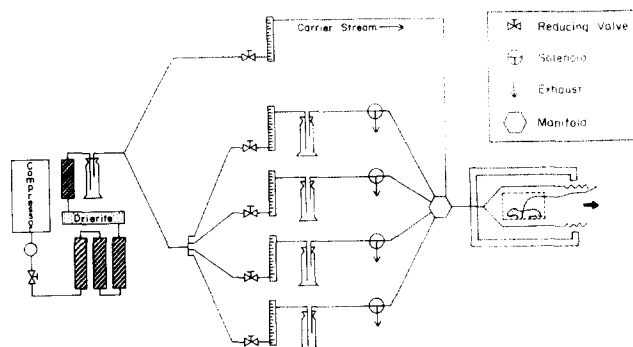 Carrier Stream
Reducing Valve
Solenoid
Exhaust
Manifold
Compressor
Drierite